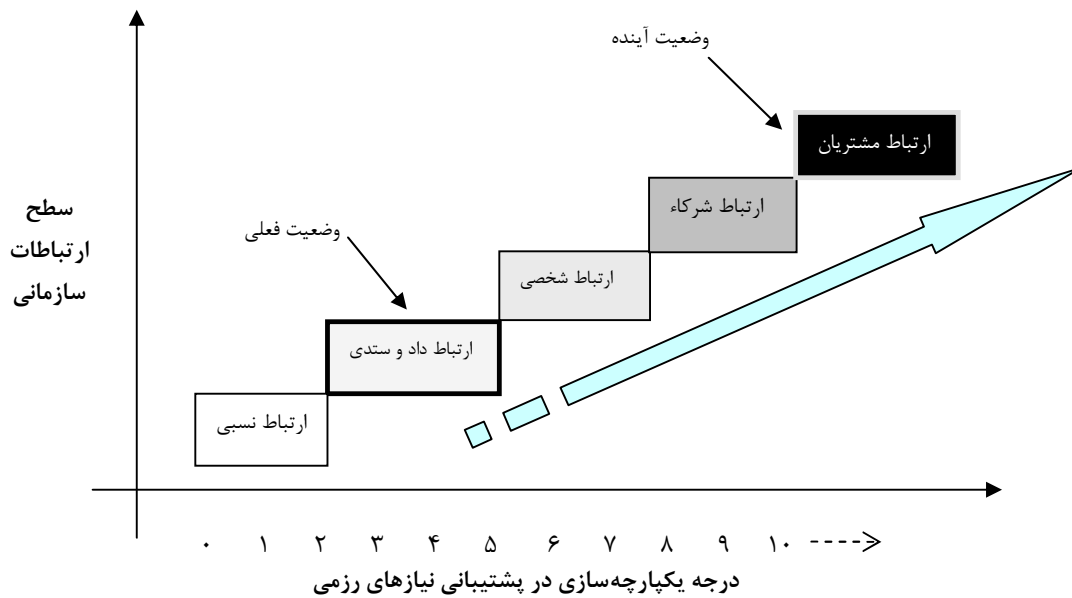 وضعیت آینده
ارتباط مشتریان
ارتباط شرکاء
سطح
ارتباطات
سازمانی
وضعیت فعلی
ارتباط شخصی
ارتباط داد و ستدی
ارتباط نسبی
۰ ۱ ۲ ۳ ۴ ۵ ۶ ۷ ۸ ۹ ۱۰
درجه یکپارچه‌سازی در پشتیبانی نیازهای رزمی